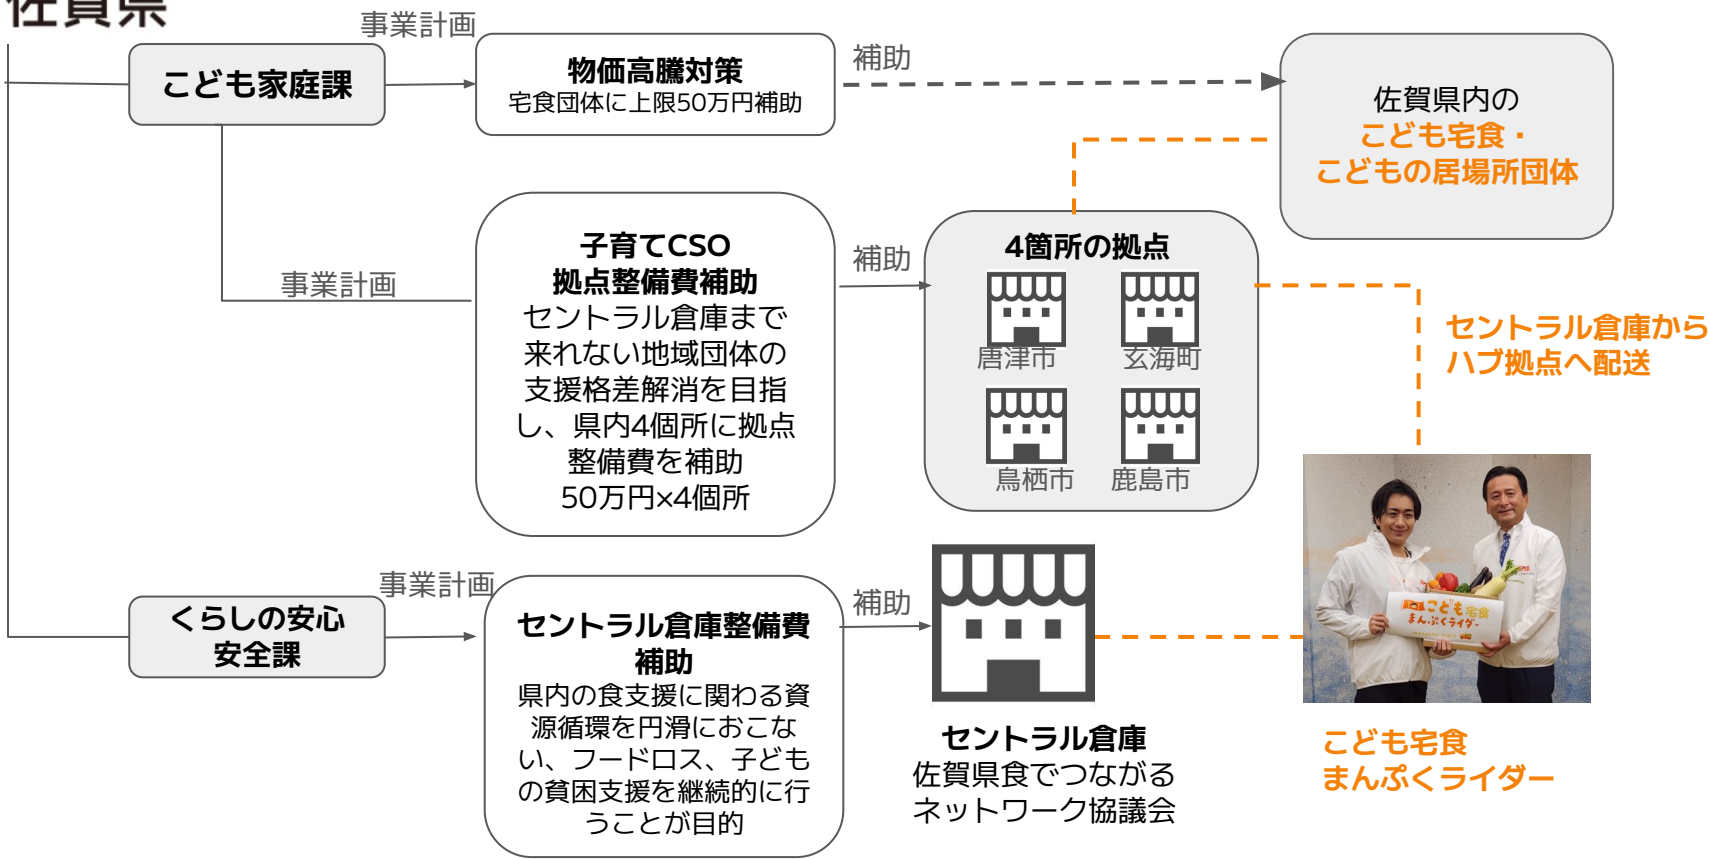 佐賀県
事業計画
こども家庭課
物価高騰対策
宅食団体に上限50万円補助
補助
佐賀県内の
こども宅食・
こどもの居場所団体
事業計画
子育てCSO
拠点整備費補助
セントラル倉庫まで
来れない地域団体の
支援格差解消を目指
し、県内4個所に拠点
整備費を補助
50万円×4個所
補助
4箇所の拠点
唐津市
玄海町
鳥栖市
鹿島市
セントラル倉庫から
ハブ拠点へ配送
くらしの安心
安全課
事業計画
セントラル倉庫整備費
補助
県内の食支援に関わる資
源循環を円滑におこな
い、フードロス、子ども
の貧困支援を継続的に行
うことが目的
補助
セントラル倉庫
佐賀県食でつながる
ネットワーク協議会
こども宅食
まんぷくライダー
こども宅食
まんぷくライダー